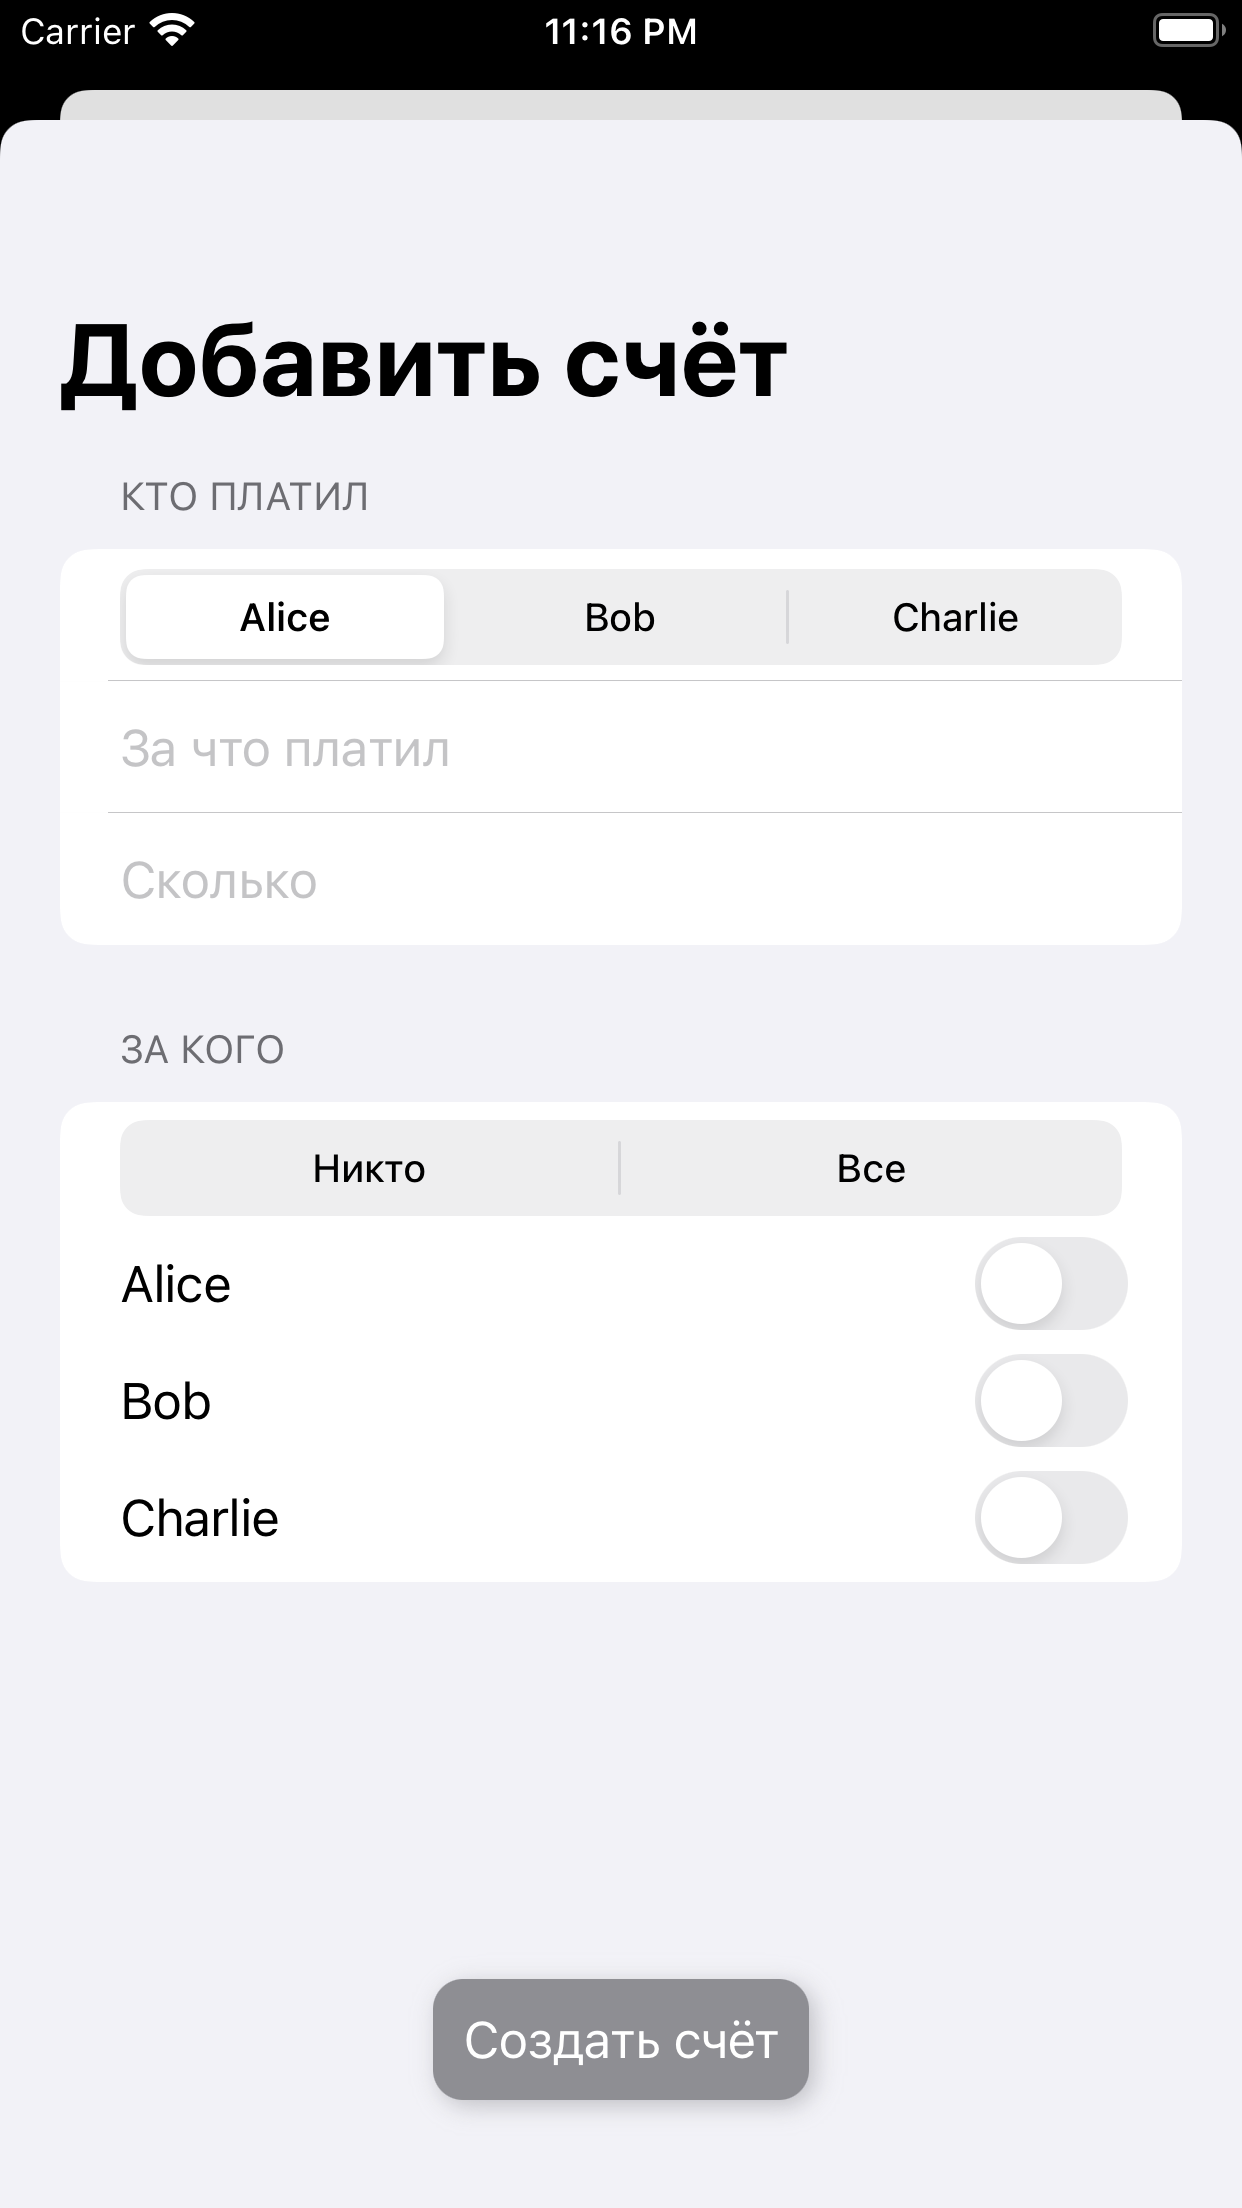 Carrier 11:16 PM
Добавить счёт
КТО ПЛАТИЛ
Alice Bob Charlie
За что платил
Сколько
ЗА КОГО
Никто Все
Alice
Bob
Charlie
Создать счёт